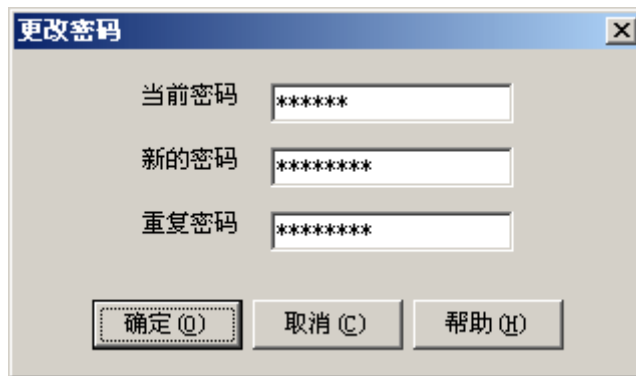 更改密码
当前密码 ******
新的密码 ********
重复密码 ********
确定(O) 取消(C) 帮助(H)